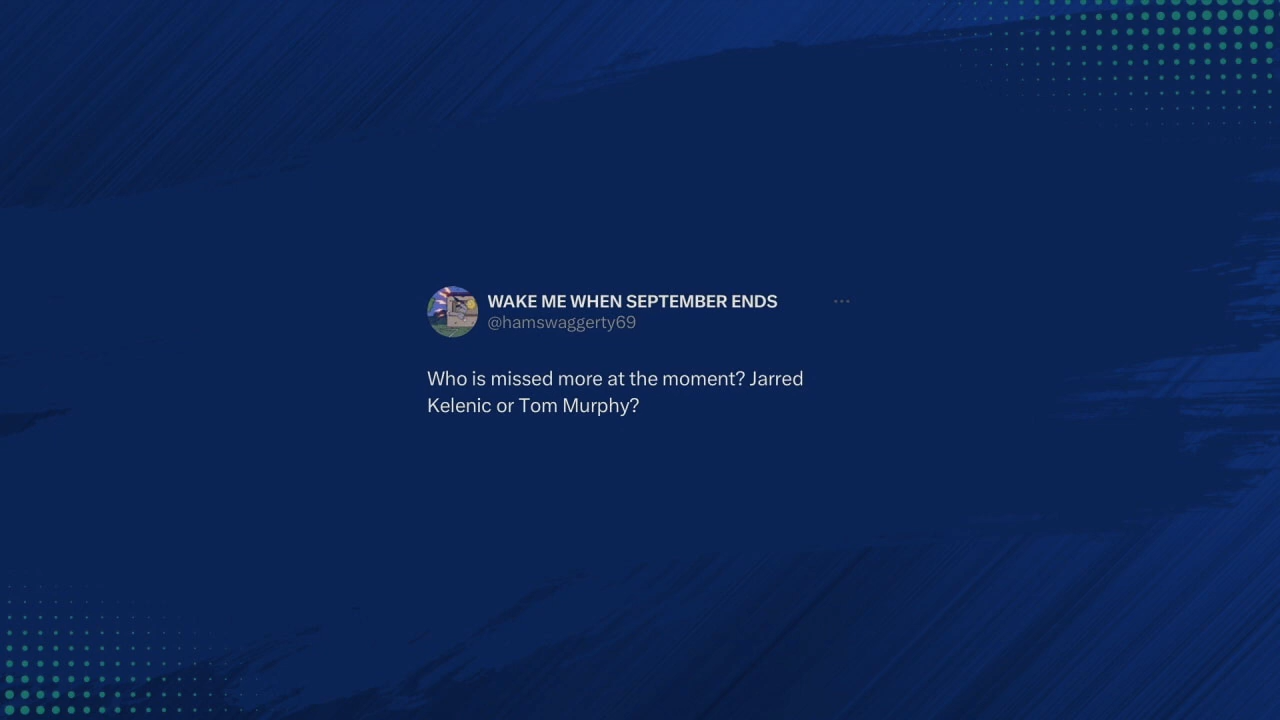 WAKE ME WHEN SEPTEMBER ENDS
@hamswaggerty69
Who is missed more at the moment? Jarred
Kelenic or Tom Murphy?